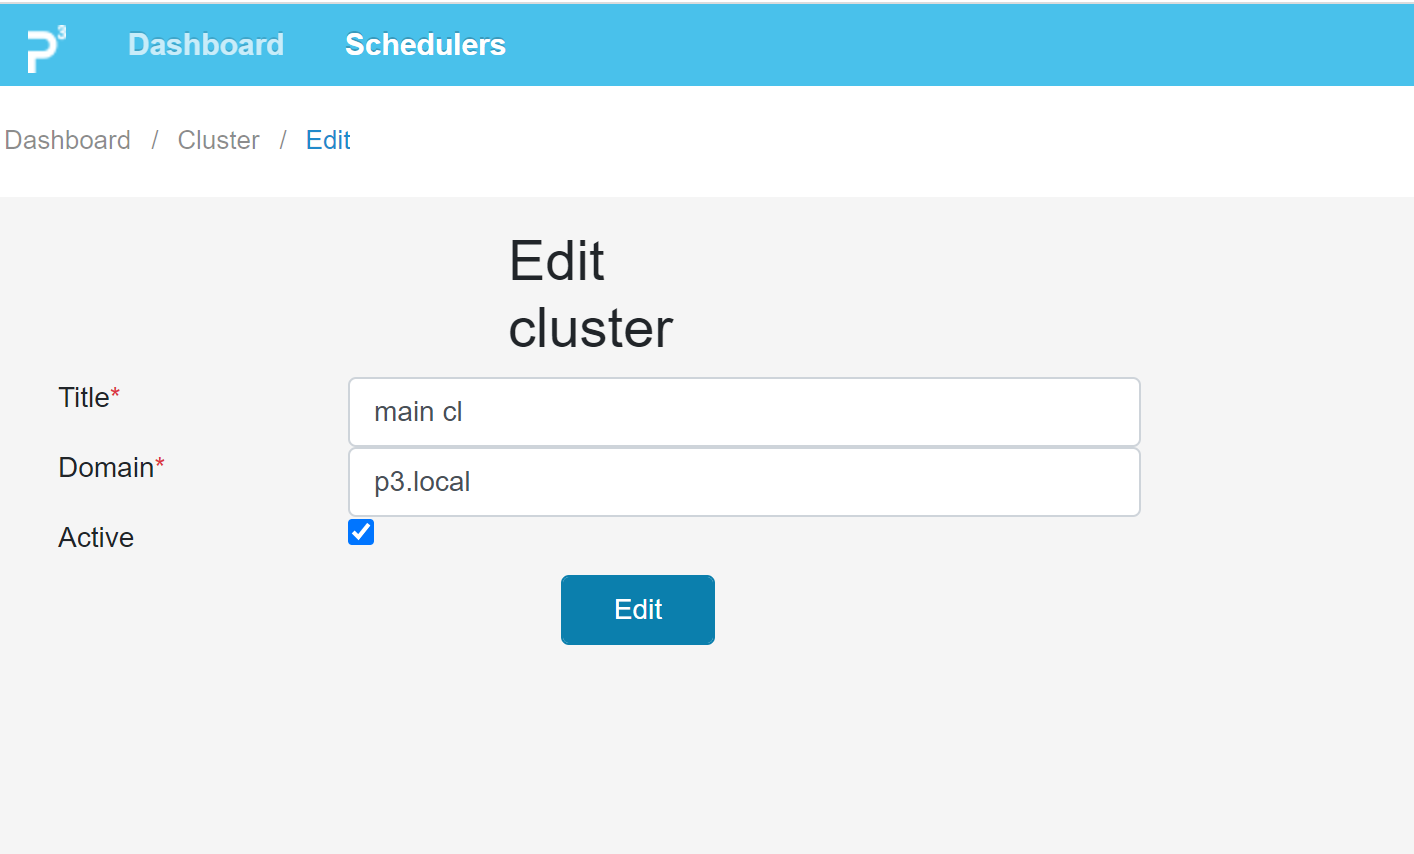 P3 Dashboard Schedulers
Dashboard / Cluster / Edit
Edit
cluster
Title* main cl
Domain* p3.local
Active
Edit